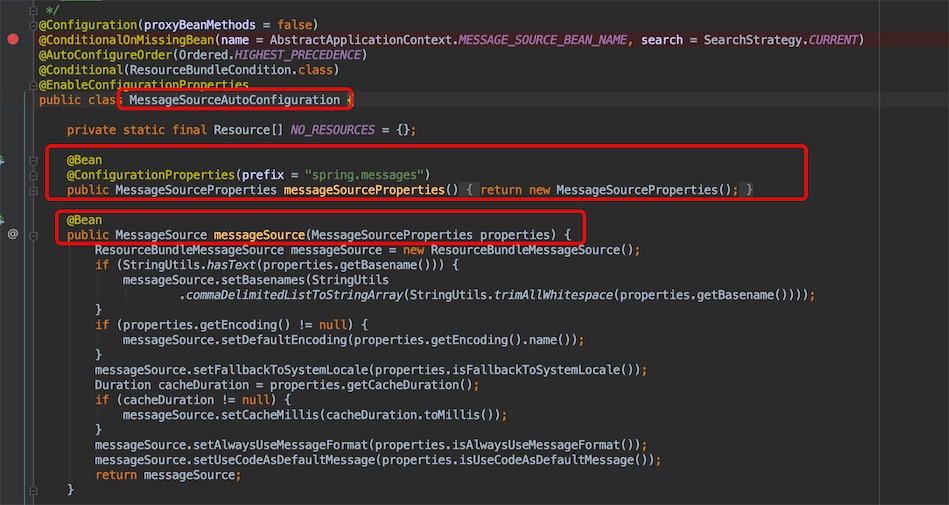 */
@Configuration(proxyBeanMethods = false)
@ConditionalOnMissingBean(name = AbstractApplicationContext.MESSAGE_SOURCE_BEAN_NAME, search = SearchStrategy.CURRENT)
@AutoConfigureOrder(Ordered.HIGHEST_PRECEDENCE)
@Conditional(ResourceBundleCondition.class)
@EnableConfigurationProperties
public class MessageSourceAutoConfiguration {
private static final Resource[] NO_RESOURCES = {};
@Bean
@ConfigurationProperties(prefix = "spring.messages")
public MessageSourceProperties messageSourceProperties() { return new MessageSourceProperties(); }
@Bean
@ public MessageSource messageSource(MessageSourceProperties properties) {
ResourceBundleMessageSource messageSource = new ResourceBundleMessageSource();
if (StringUtils.hasText(properties.getBasename())) {
messageSource.setBasenames(StringUtils
.commaDelimitedListToStringArray(StringUtils.trimAllWhitespace(properties.getBasename())));
}
if (properties.getEncoding() != null) {
messageSource.setDefaultEncoding(properties.getEncoding().name());
}
messageSource.setFallbackToSystemLocale(properties.isFallbackToSystemLocale());
Duration cacheDuration = properties.getCacheDuration();
if (cacheDuration != null) {
messageSource.setCacheMillis(cacheDuration.toMillis());
}
messageSource.setAlwaysUseMessageFormat(properties.isAlwaysUseMessageFormat());
messageSource.setUseCodeAsDefaultMessage(properties.isUseCodeAsDefaultMessage());
return messageSource;
}